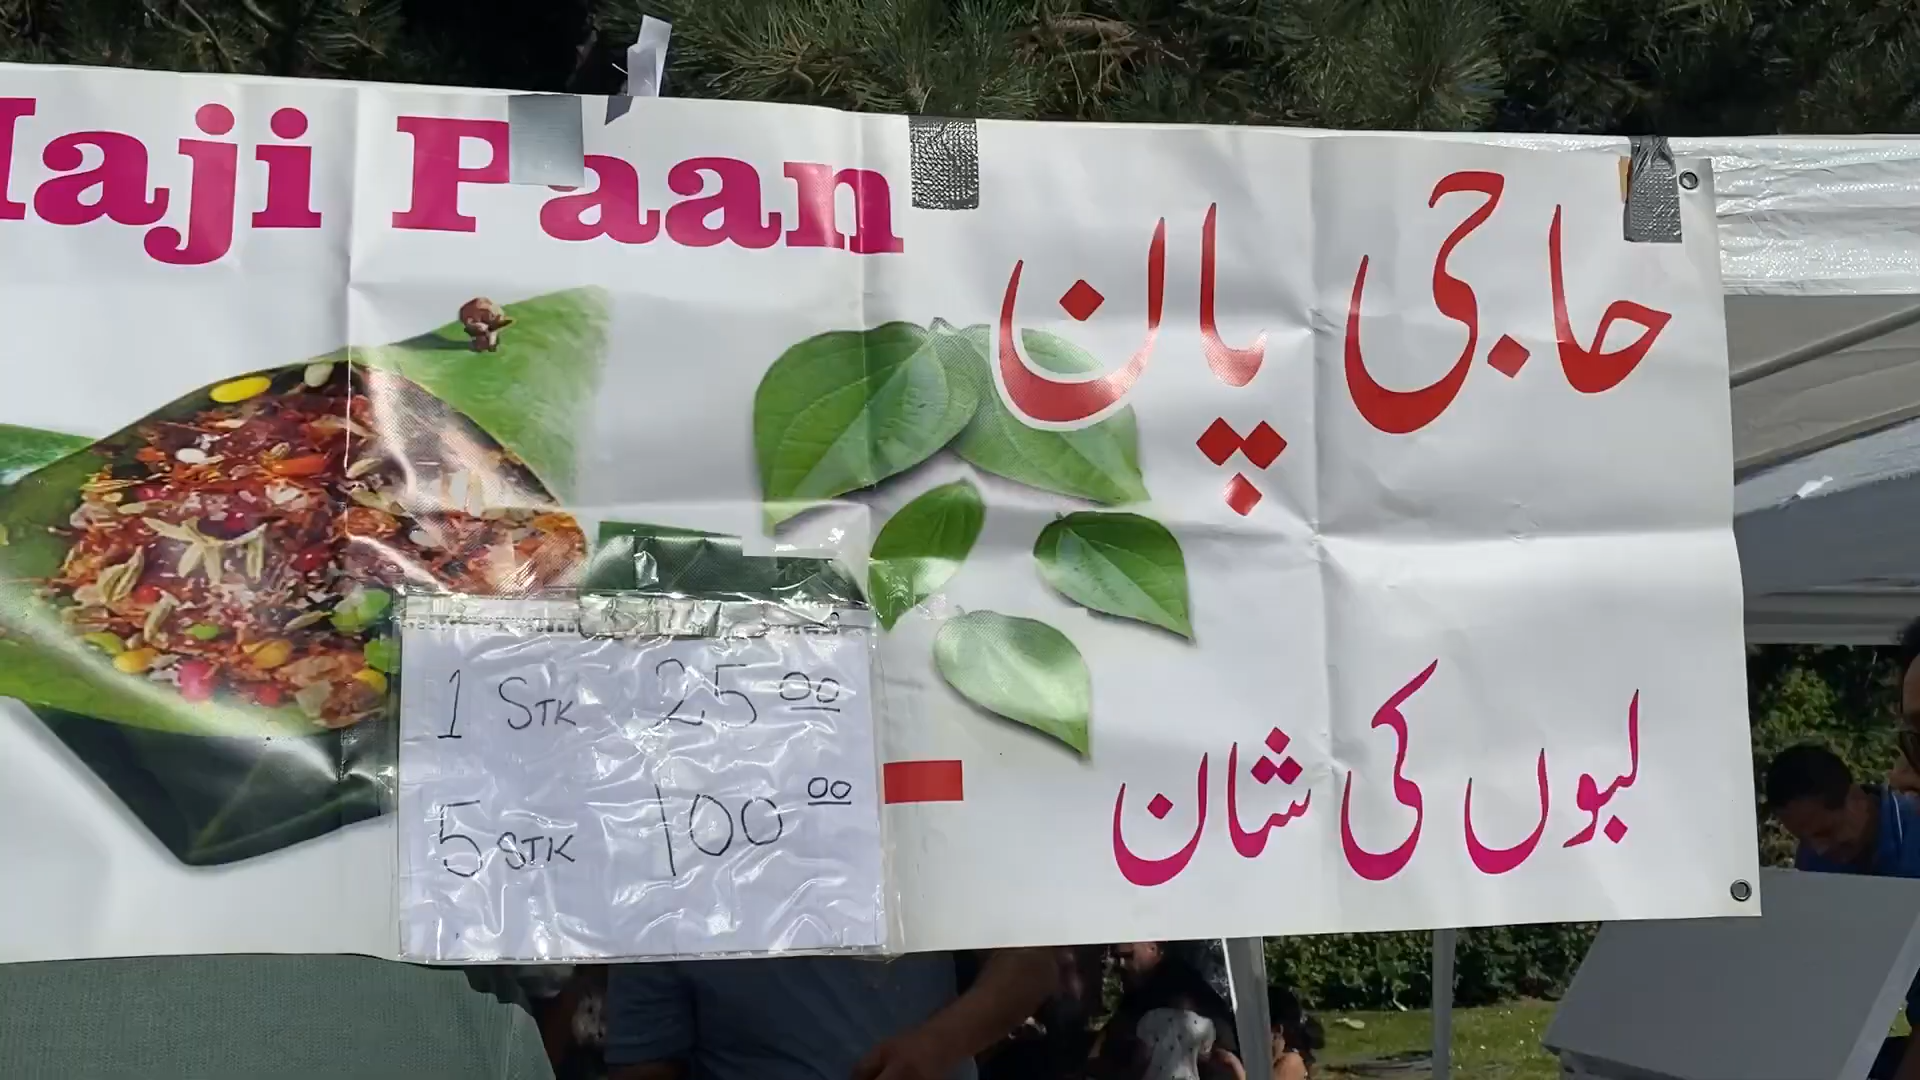 Haji Paan
حاجی پان
لبوں کی شان
1 STK 25 00
5 STK 100 00